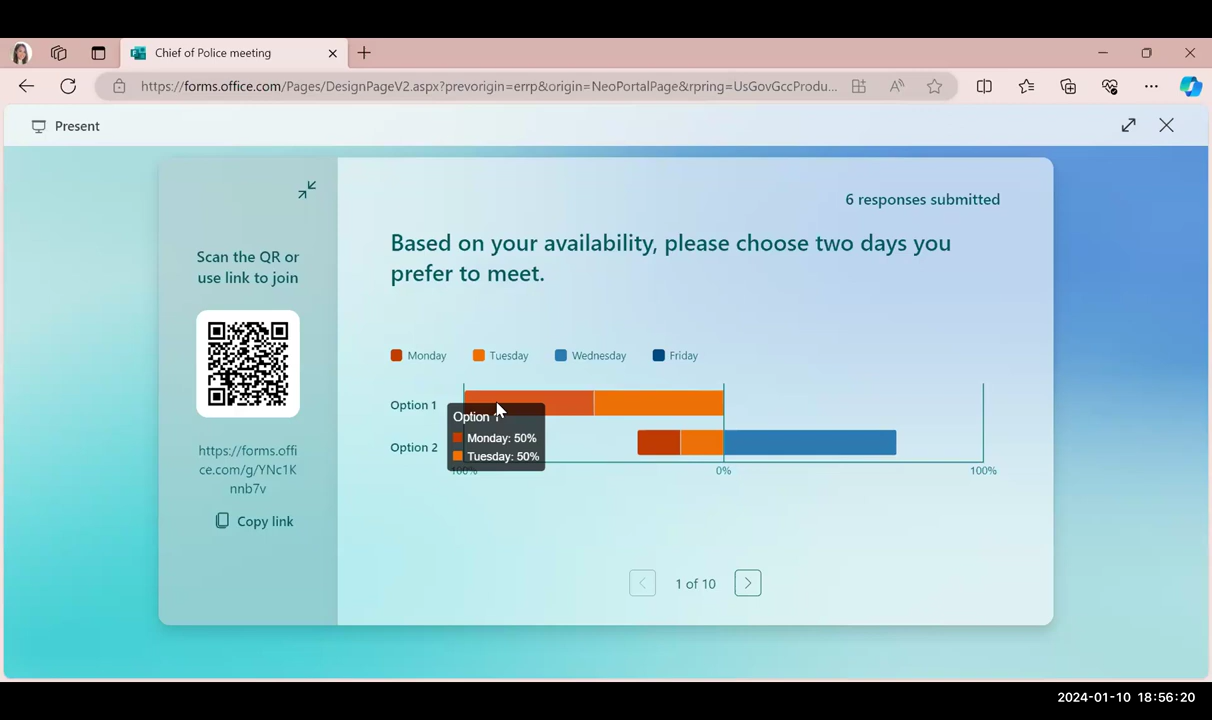 Chief of Police meeting
https://forms.office.com/Pages/DesignPageV2.aspx?prevorigin=errp&origin=NeoPortalPage&rpring=UsGovGccProdu...
Present
6 responses submitted
Based on your availability, please choose two days you
prefer to meet.
Scan the QR or
use link to join
https://forms.offi
ce.com/g/YNc1K
nnb7v
Copy link
Monday Tuesday Wednesday Friday
Option 1
Option 2
Option 1
Monday: 50%
Tuesday: 50%
100% 0% 100%
1 of 10
2024-01-10 18:56:20